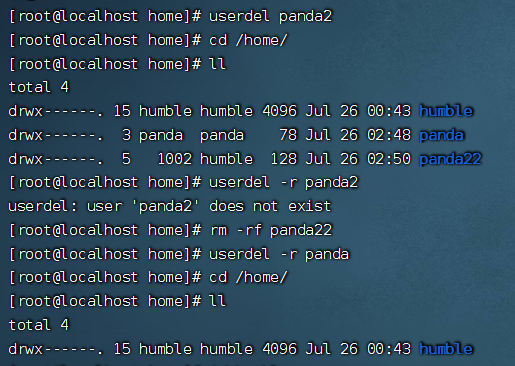 [root@localhost home]# userdel panda2
[root@localhost home]# cd /home/
[root@localhost home]# ll
total 4
drwx------. 15 humble humble 4096 Jul 26 00:43 humble
drwx------.  3 panda  panda    78 Jul 26 02:48 panda
drwx------.  5   1002 humble  128 Jul 26 02:50 panda22
[root@localhost home]# userdel -r panda2
userdel: user 'panda2' does not exist
[root@localhost home]# rm -rf panda22
[root@localhost home]# userdel -r panda
[root@localhost home]# cd /home/
[root@localhost home]# ll
total 4
drwx------. 15 humble humble 4096 Jul 26 00:43 humble